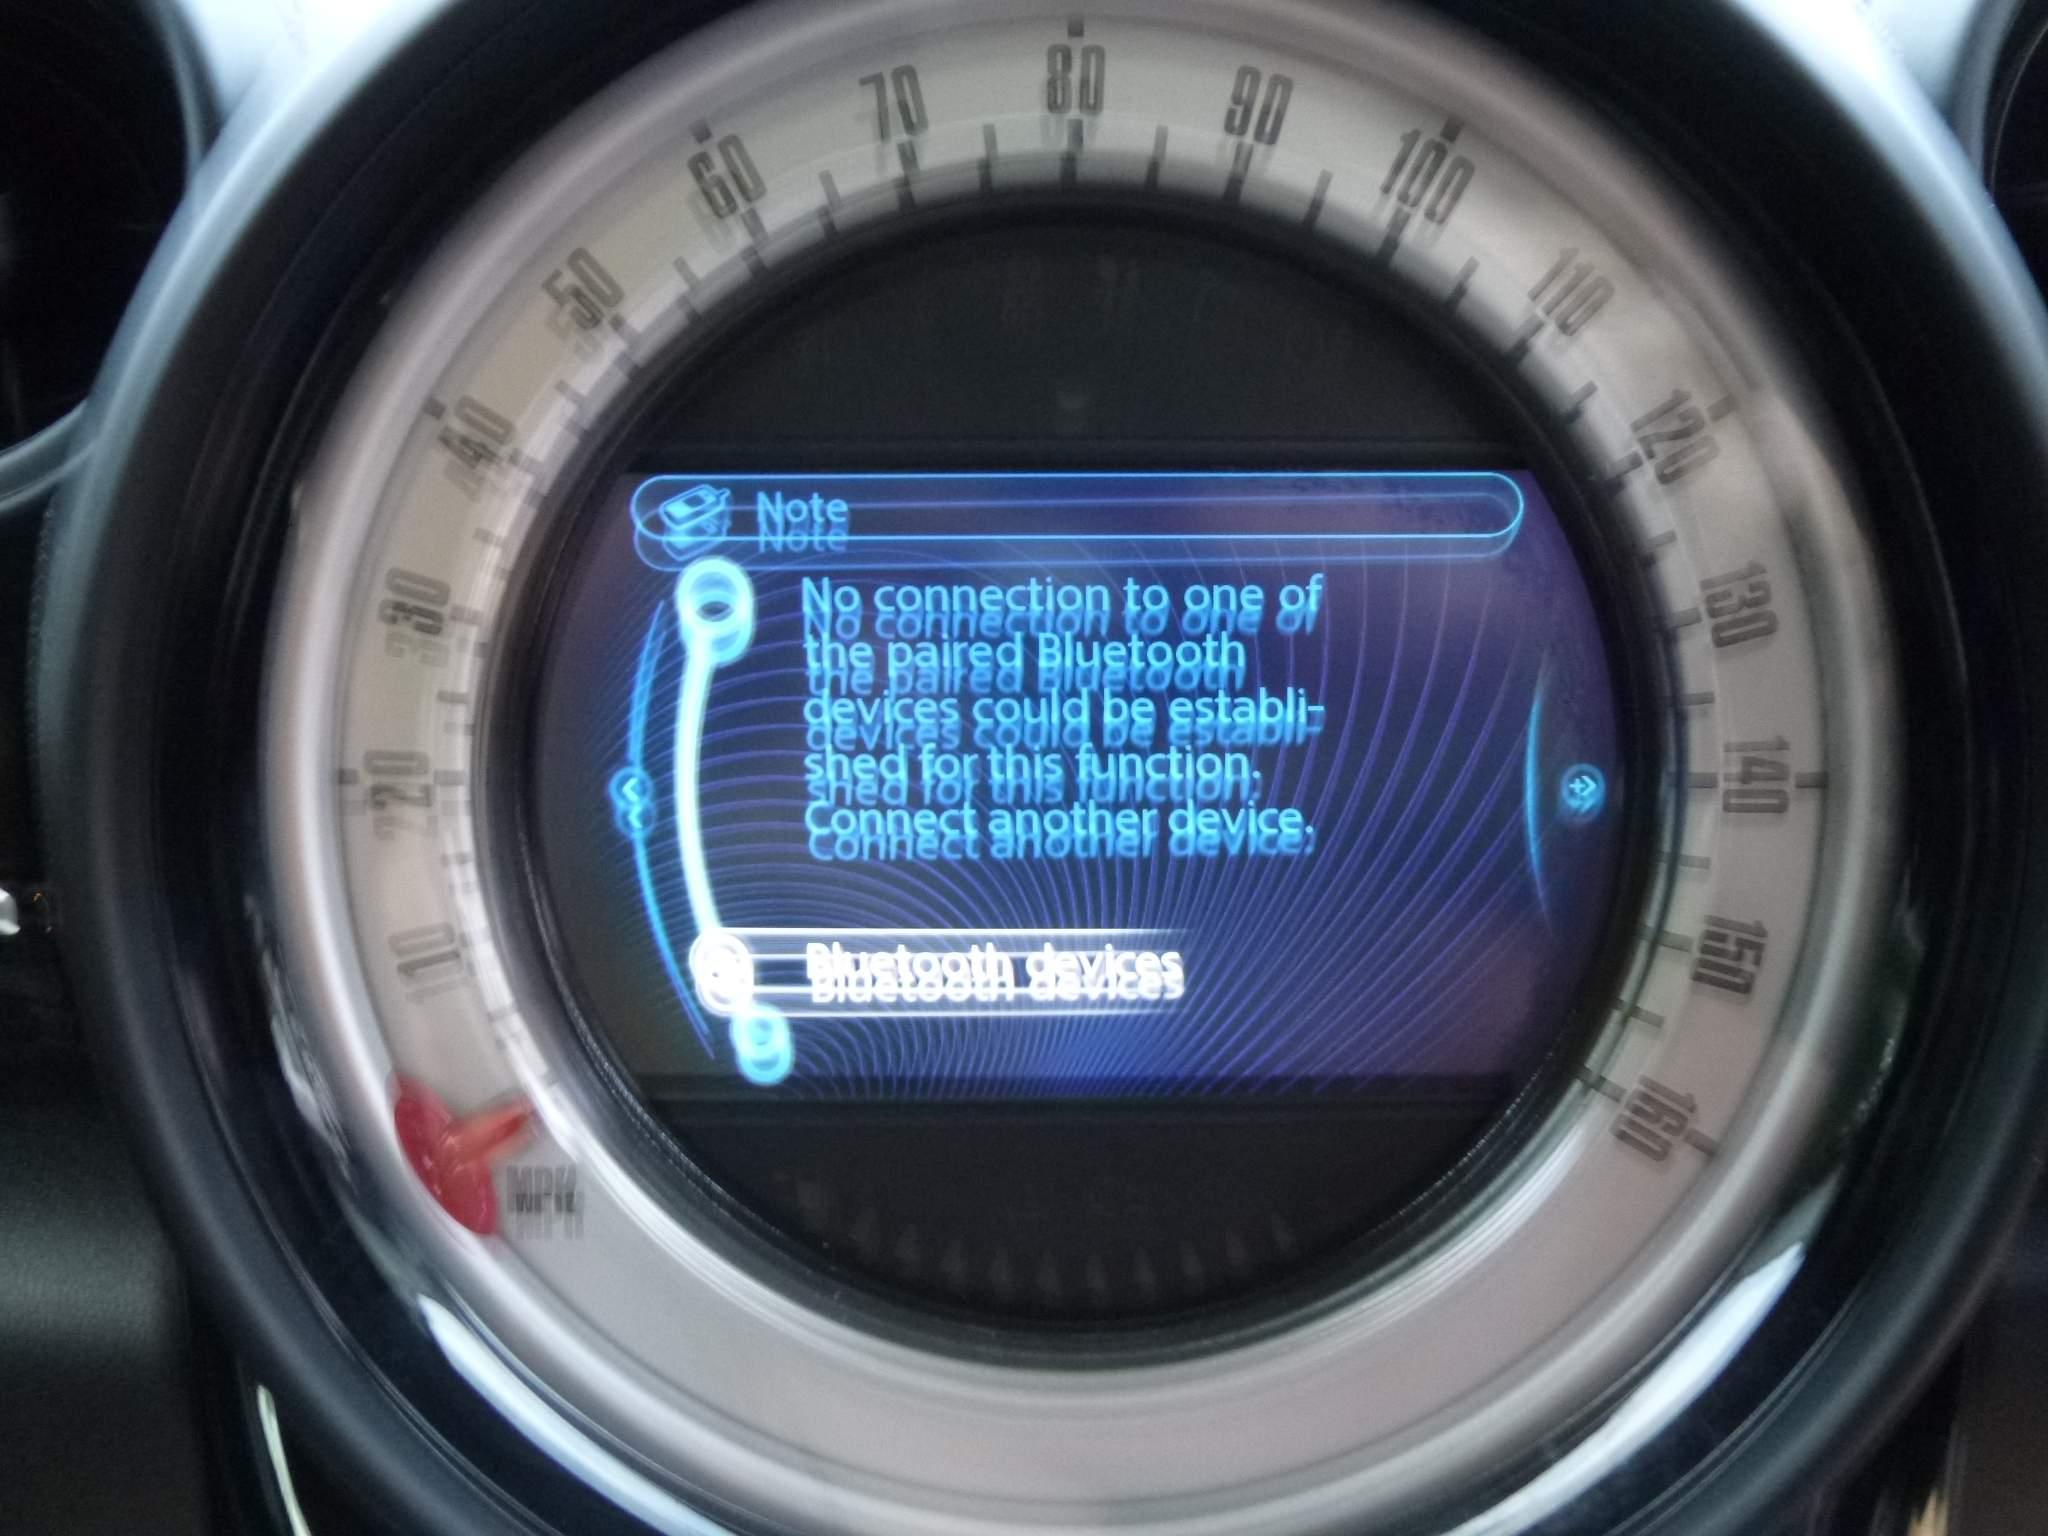 80
70
90
60
100
50
110
40
120
30
130
20
140
10
150
160
MPH
Note
No connection to one of
the paired Bluetooth
devices could be establi-
shed for this function.
Connect another device.
Bluetooth devices